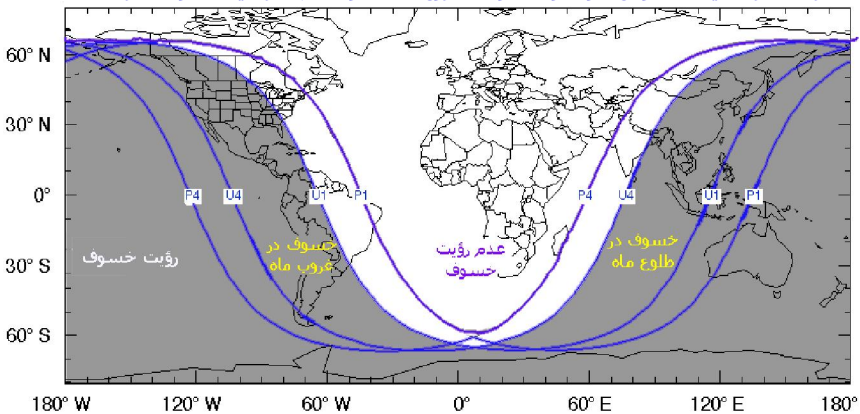 60° N
30° N
0°
30° S
60° S
P4 U4 U1 P1 P4 U4 U1 P1
رؤیت خسوف
خسوف در
غروب ماه
عدم رؤیت
خسوف
خسوف در
طلوع ماه
180° W 120° W 60° W 0° 60° E 120° E 180°